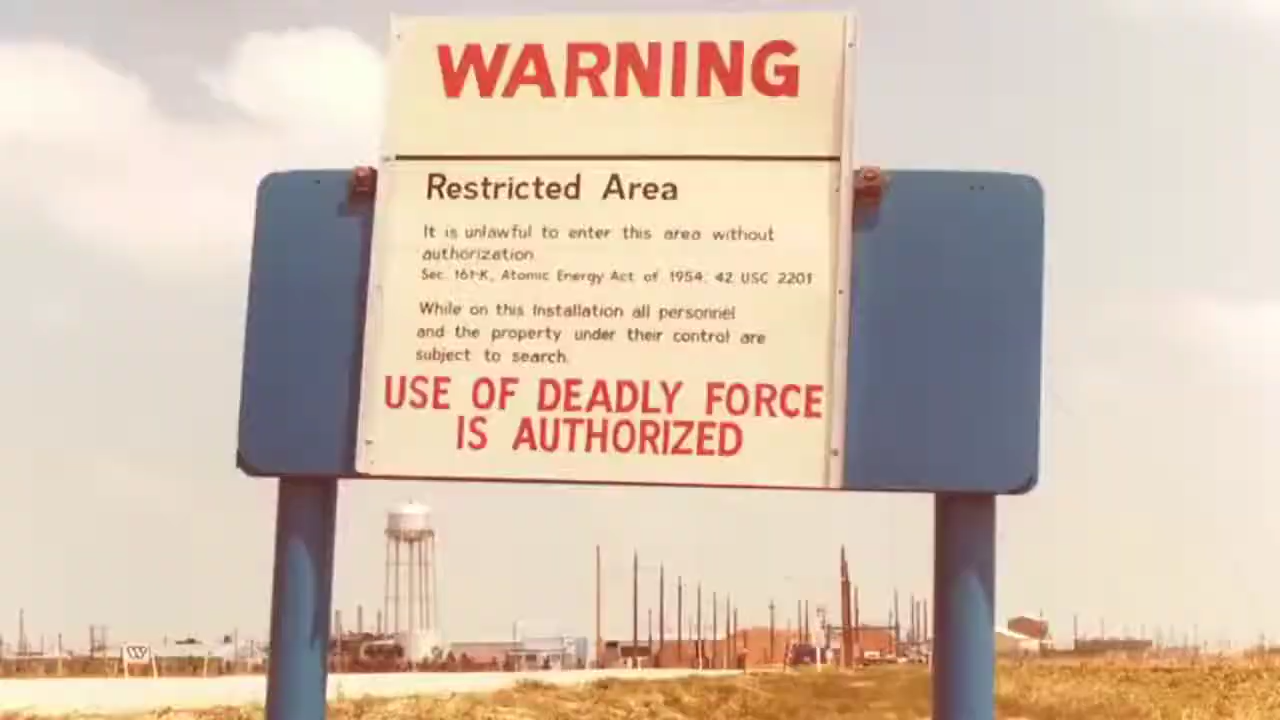 WARNING
Restricted Area
It is unlawful to enter this area without
authorization
Sec. 161-K, Atomic Energy Act of 1954; 42 USC 2201
While on this Installation all personnel
and the property under their control are
subject to search.
USE OF DEADLY FORCE
IS AUTHORIZED
W